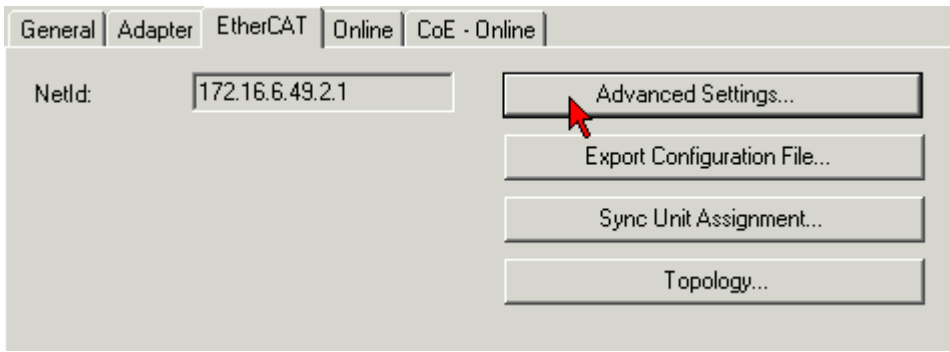 General Adapter EtherCAT Online CoE - Online
NetId: 172.16.6.49.2.1 Advanced Settings...
Export Configuration File...
Sync Unit Assignment...
Topology...